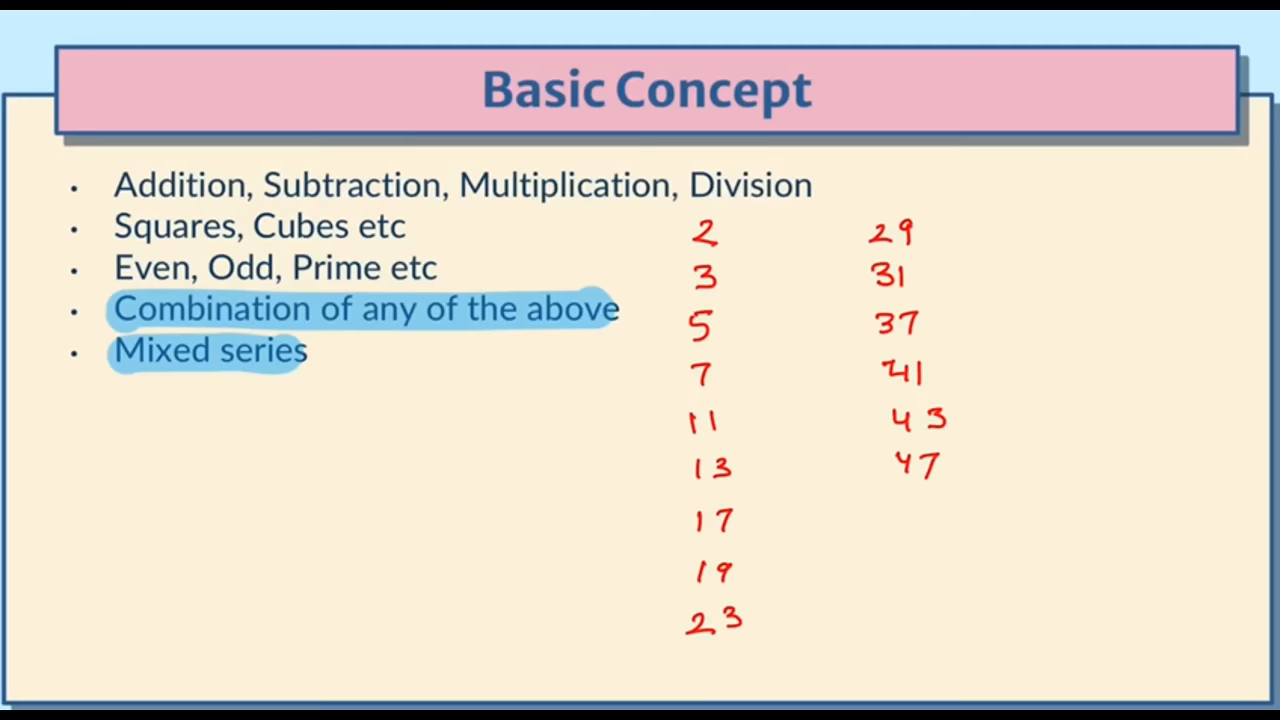 Basic Concept
• Addition, Subtraction, Multiplication, Division
• Squares, Cubes etc
• Even, Odd, Prime etc
• Combination of any of the above
• Mixed series
2
3
5
7
11
13
17
19
23
29
31
37
41
43
47